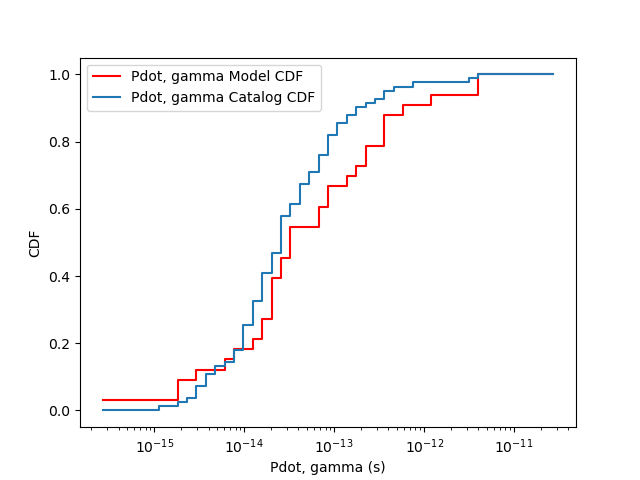 Pdot, gamma Model CDF
Pdot, gamma Catalog CDF
1.0
0.8
0.6
0.4
0.2
0.0
CDF
10⁻¹⁵
10⁻¹⁴
10⁻¹³
10⁻¹²
10⁻¹¹
Pdot, gamma (s)